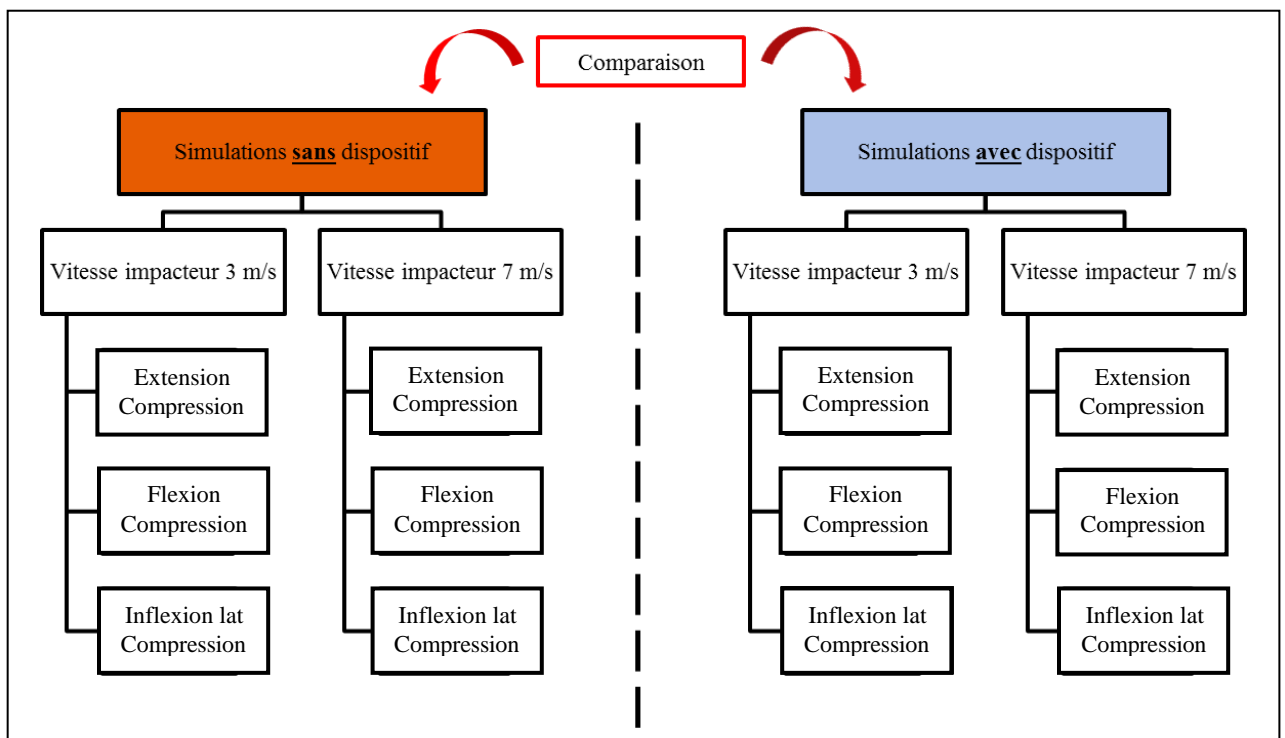 Comparaison
Simulations sans dispositif
Vitesse impacteur 3 m/s
Extension
Compression
Flexion
Compression
Inflexion lat
Compression
Vitesse impacteur 7 m/s
Extension
Compression
Flexion
Compression
Inflexion lat
Compression
Simulations avec dispositif
Vitesse impacteur 3 m/s
Extension
Compression
Flexion
Compression
Inflexion lat
Compression
Vitesse impacteur 7 m/s
Extension
Compression
Flexion
Compression
Inflexion lat
Compression